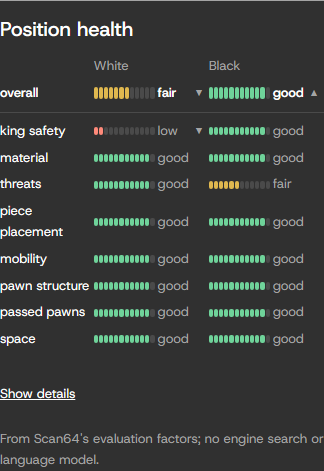 Position health
White Black
overall fair ▼ good ▲
king safety low ▼ good
material good good
threats good fair
piece
placement good good
mobility good good
pawn structure good good
passed pawns good good
space good good
Show details
From Scan64's evaluation factors; no engine search or
language model.